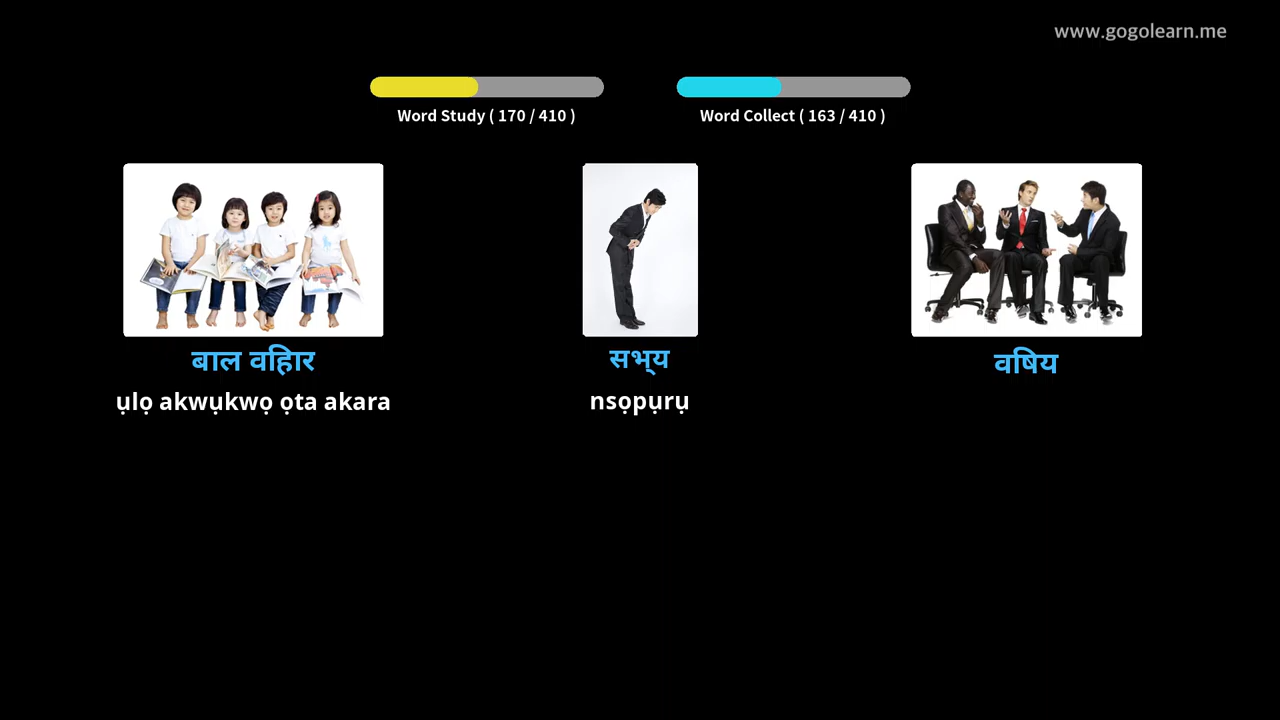 www.gogolearn.me
Word Study ( 170 / 410 )
Word Collect ( 163 / 410 )
बाल वहिार
सभ्‌य
वषिय
ụlọ akwụkwọ ọta akara
nsọpụrụ